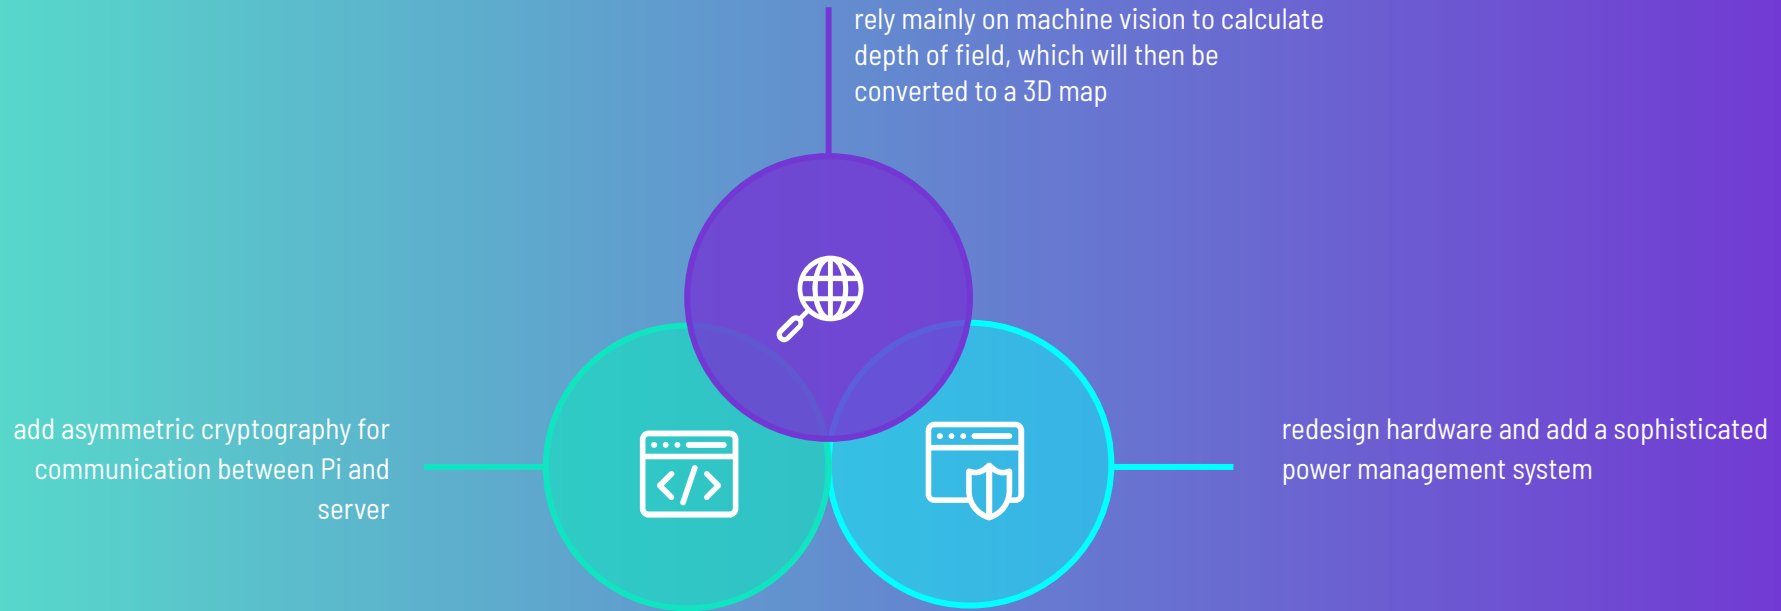 rely mainly on machine vision to calculate
depth of field, which will then be
converted to a 3D map
add asymmetric cryptography for
communication between Pi and
server
redesign hardware and add a sophisticated
power management system